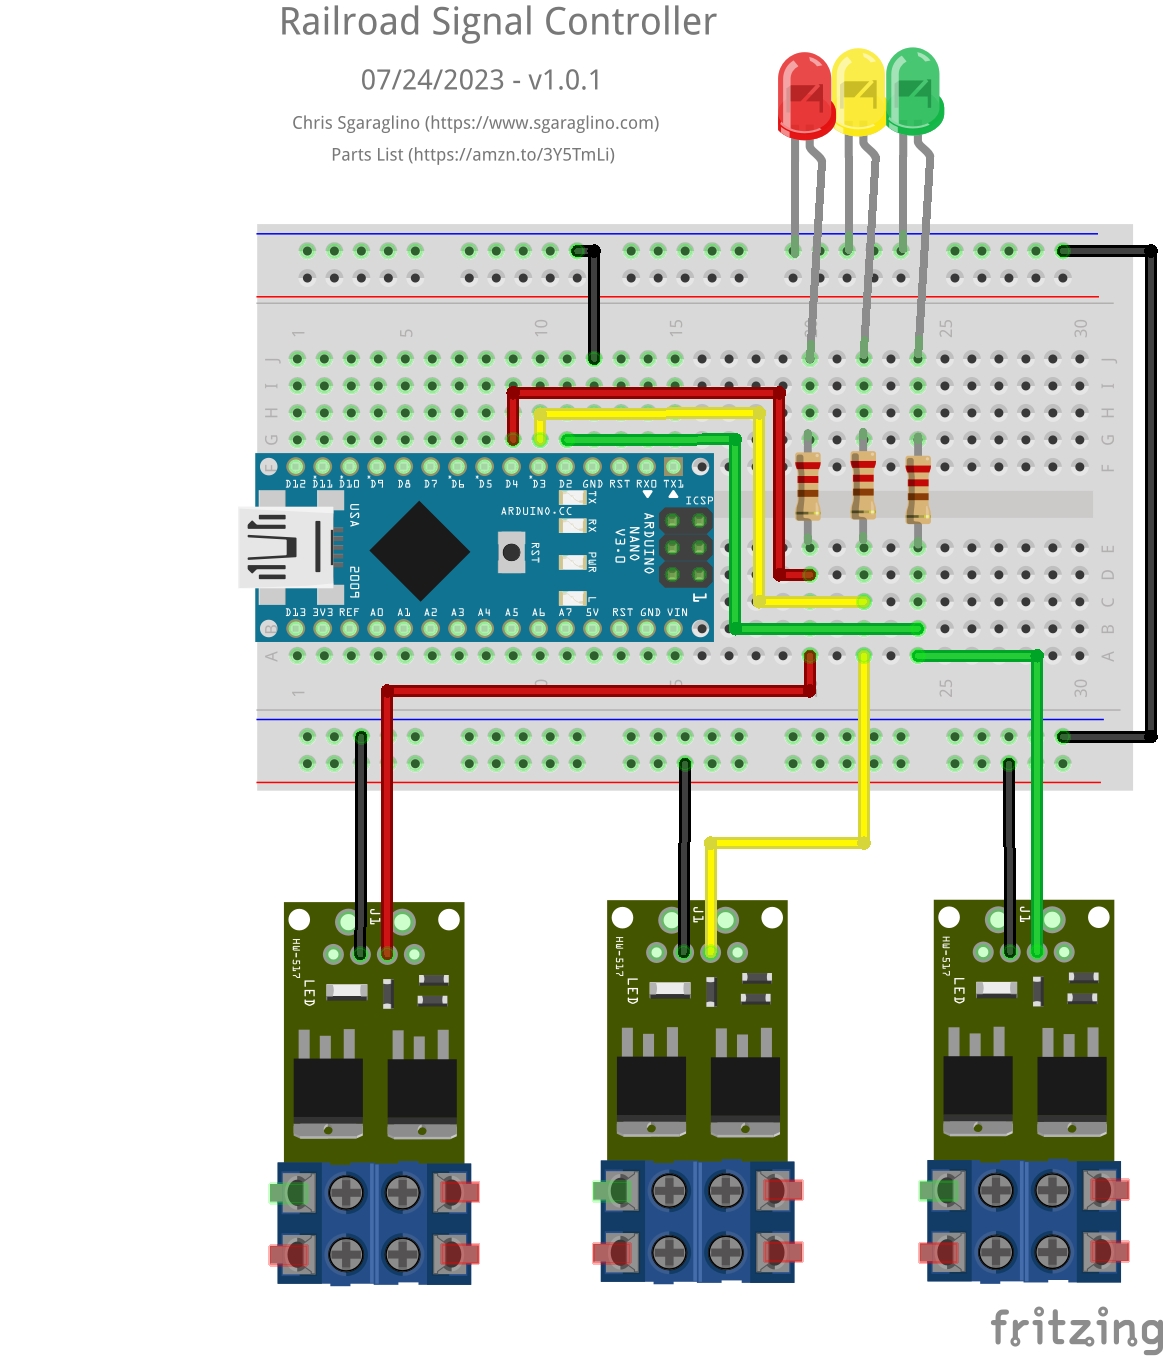 Railroad Signal Controller
07/24/2023 - v1.0.1
Chris Sgaraglino (https://www.sgaraglino.com)
Parts List (https://amzn.to/3Y5TmLi)
1 5 10 15 25 30
J J
I I
H H
G G
F F
D12 D11 D10 D9 D8 D7 D6 D5 D4 D3 D2 GND RST RX0 TX1
USA
ARDUINO.CC
TX
RX
PWR
L
RST
ICSP
ARDUINO
NANO
V3.0
1
2009
E
D
C
B B
A A
D13 3V3 REF A0 A1 A2 A3 A4 A5 A6 A7 5V RST GND VIN
1 25 30
J1 J1 J1
HW-517 HW-517 HW-517
LED LED LED
fritzing